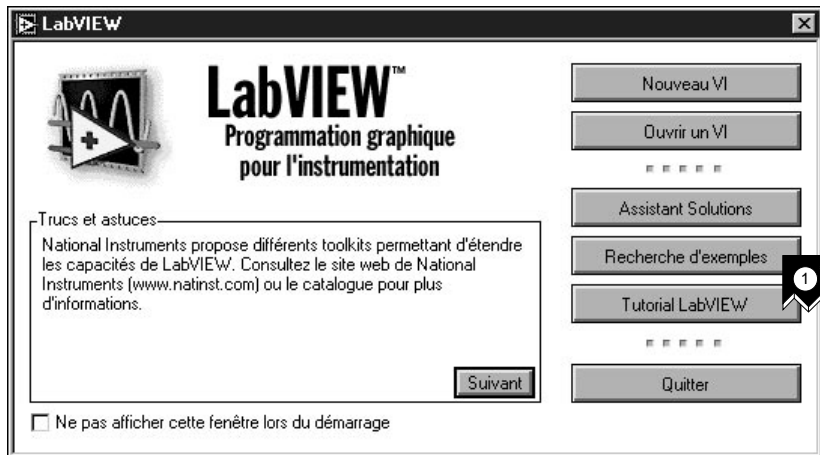 LabVIEW
LabVIEW™
Programmation graphique
pour l'instrumentation
Trucs et astuces
National Instruments propose différents toolkits permettant d'étendre
les capacités de LabVIEW. Consultez le site web de National
Instruments (www.natinst.com) ou le catalogue pour plus
d'informations.
Suivant
Ne pas afficher cette fenêtre lors du démarrage
Nouveau VI
Ouvrir un VI
Assistant Solutions
Recherche d'exemples
1
Tutorial LabVIEW
Quitter